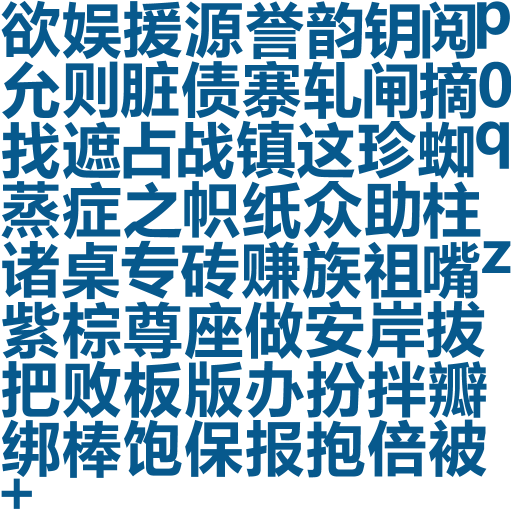 欲娱援源誉韵钥阅p
允则脏债寨轧闸摘0
找遮占战镇这珍蜘q
蒸症之帜纸众助柱
诸桌专砖赚族祖嘴z
紫棕尊座做安岸拔
把败板版办扮拌瓣
绑棒饱保报抱倍被
+